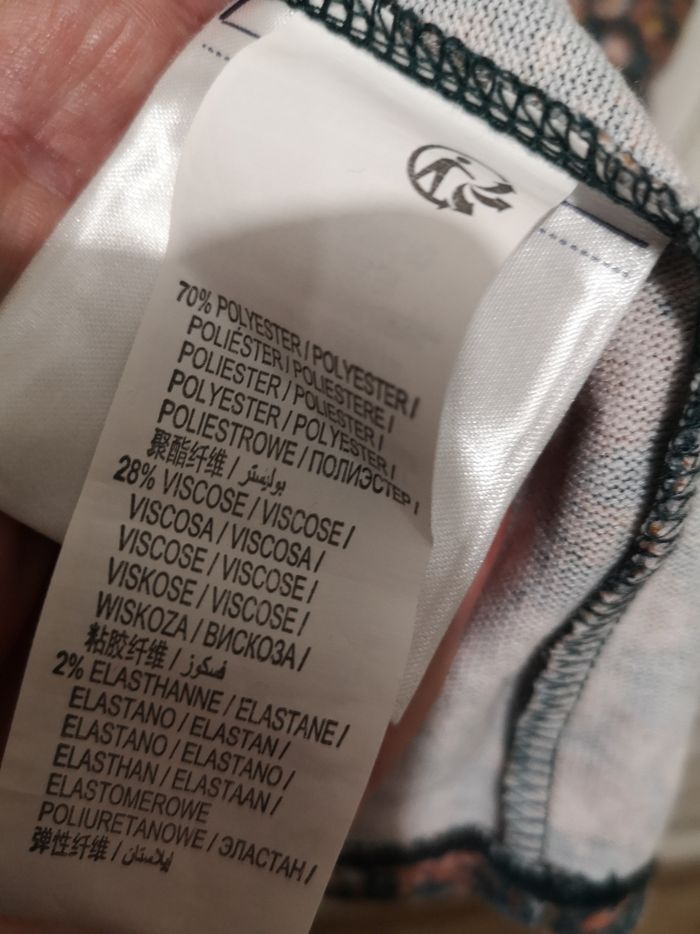 70% POLYESTER / POLYESTER /
POLIÉSTER / POLIESTERE /
POLIESTER / POLIESTER /
POLYESTER / POLYESTER /
POLIESTROWE / ПОЛИЭСТЕР /
聚酯纤维 / بوليستر
28% VISCOSE / VISCOSE /
VISCOSA / VISCOSA /
VISCOSE / VISCOSE /
VISKOSE / VISCOSE /
WISKOZA / ВИСКОЗА /
粘胶纤维 / فسكوز
2% ELASTHANNE / ELASTANE /
ELASTANO / ELASTAN /
ELASTANO / ELASTANO /
ELASTHAN / ELASTAAN /
ELASTOMEROWE
POLIURETANOWE / ЭЛАСТАН /
弹性纤维 / إيلاستان